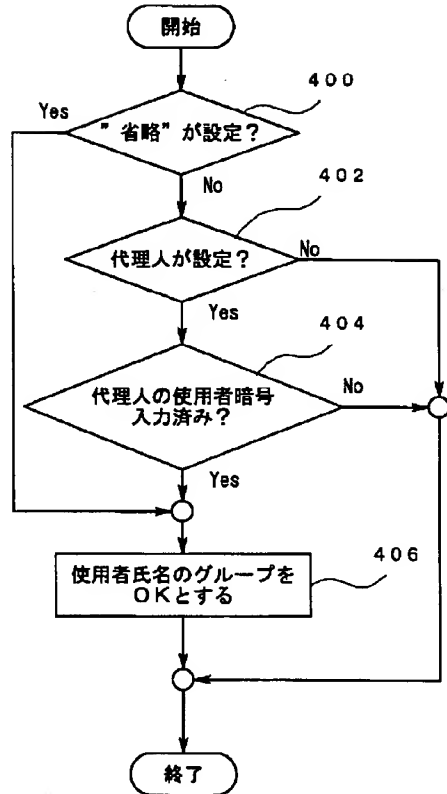 開始
400
Yes
”省略”が設定？
No
402
代理人が設定？
No
Yes
404
代理人の使用者暗号
入力済み？
No
Yes
406
使用者氏名のグループを
ＯＫとする
終了